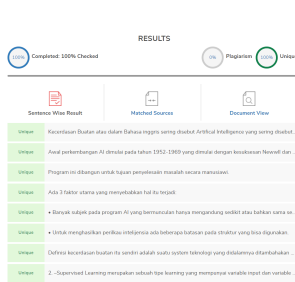 RESULTS
100% Completed: 100% Checked
0% Plagiarism
100% Uniqu
Sentence Wise Result
Matched Sources
Document View
Unique Kecerdasan Buatan atau dalam Bahasa inggris sering disebut Artifical Intelligence yang sering disebut..
Unique Awal perkembangan AI dimulai pada tahun 1952-1969 yang dimulai dengan kesuksesan Newell dan ..
Unique Program ini dibangun untuk tujuan penyelesain masalah secara manusiawi.
Unique Ada 3 faktor utama yang menyebabkan hal itu terjadi
Unique • Banyak subjek pada program AI yang bermunculan hanya mengandung sedikit atau bahkan sama se..
Unique • Untuk menghasilkan perilkau intelijensia ada beberapa batasan pada struktur yang bisa digunakan.
Unique Definisi kecerdasan buatan itu sendiri adalah suatu system teknologi yang didalamnya ditambahakan ..
Unique 2. -Supervised Learning merupakan sebuah tipe learning yang mempunyai variable input dan variable ..